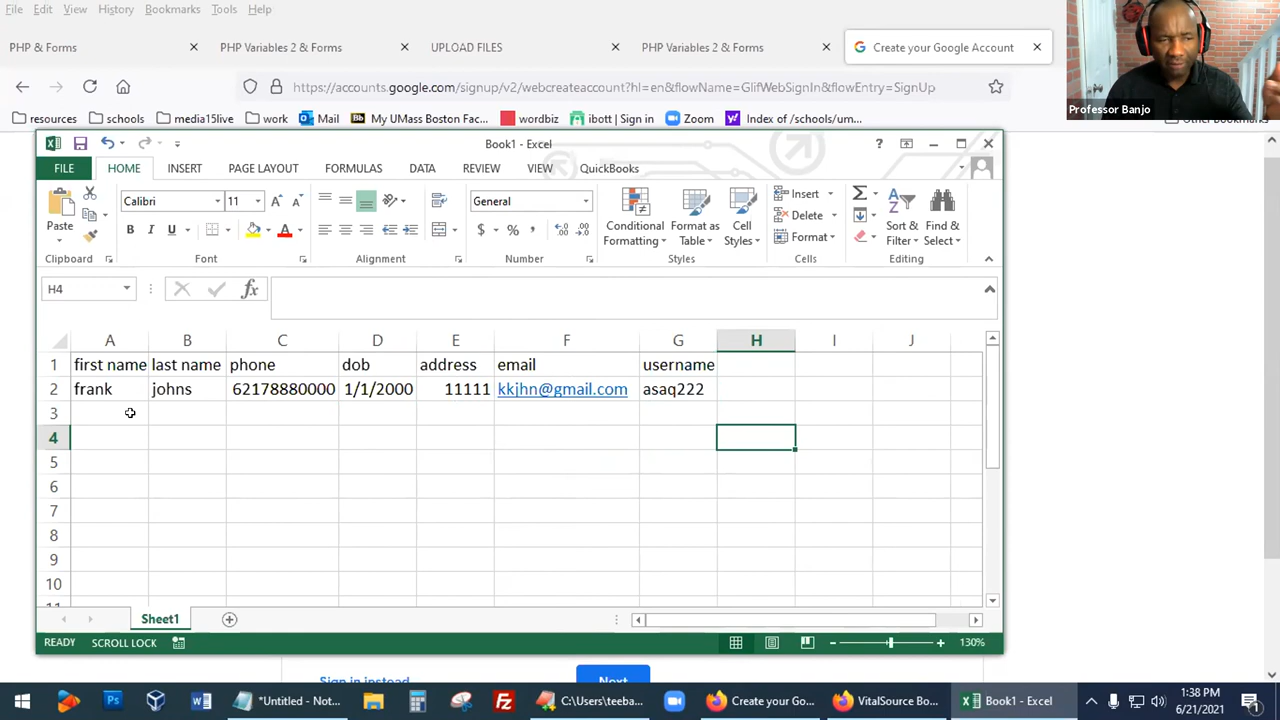 File Edit View History Bookmarks Tools Help
PHP & Forms
PHP Variables 2 & Forms
UPLOAD FILES
PHP Variables 2 & Forms
Create your Google Account
https://accounts.google.com/signup/v2/webcreateaccount?hl=en&flowName=GlifWebSignIn&flowEntry=SignUp
Professor Banjo
resources schools media15live work Mail My UMass Boston Fac wordbiz ibott | Sign in Zoom Index of /schools/um...
Other Bookmarks
Book1 - Excel
FILE HOME INSERT PAGE LAYOUT FORMULAS DATA REVIEW VIEW QuickBooks
Paste
Calibri 11
B I U A
General
$ % ,
Conditional Formatting
Format as Table
Cell Styles
Insert
Delete
Format
Sort & Filter
Find & Select
Clipboard Font Alignment Number Styles Cells Editing
H4 fx
A B C D E F G H I J
1 first name last name phone dob address email username
2 frank johns 62178880000 1/1/2000 11111 kkjhn@gmail.com asaq222
3
4
5
6
7
8
9
10
11
Sheet1
READY SCROLL LOCK 130%
Sign in instead Next
*Untitled - Not... C:\Users\teeba... Create your Go... VitalSource Bo... Book1 - Excel 1:38 PM
6/21/2021